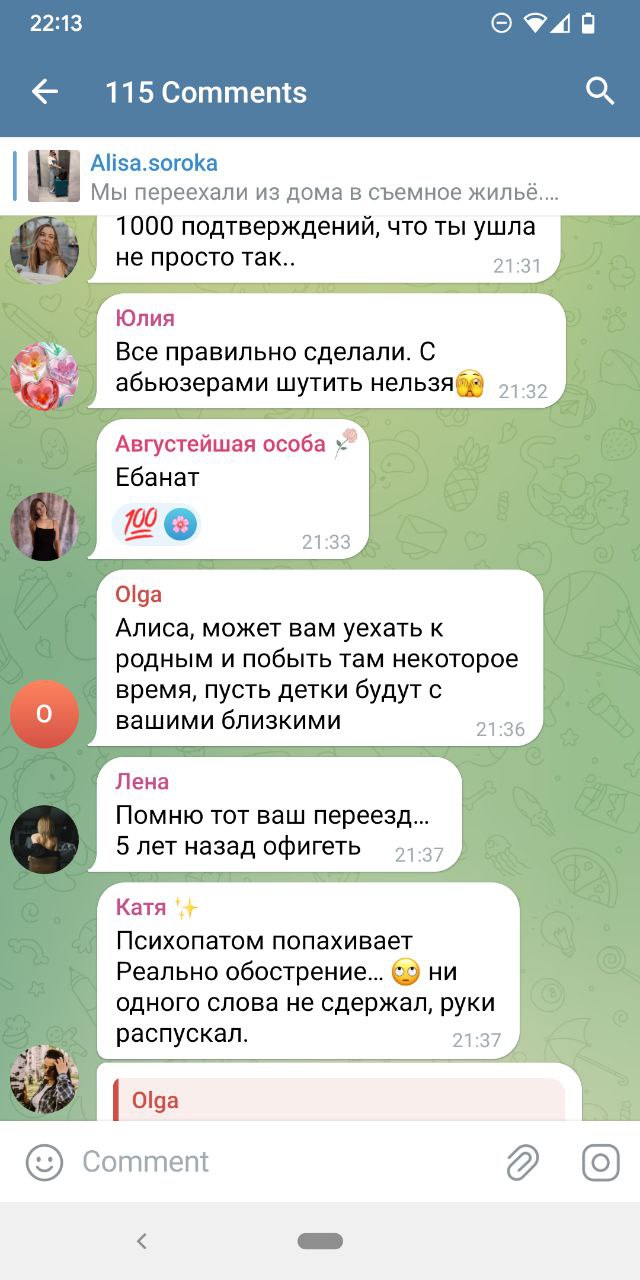 22:13
115 Comments
Alisa.soroka
Мы переехали из дома в съемное жильё....
1000 подтверждений, что ты ушла
не просто так..
21:31
Юлия
Все правильно сделали. С
абьюзерами шутить нельзя🫣
21:32
Августейшая особа
Ебанат
💯
21:33
Olga
Алиса, может вам уехать к
родным и побыть там некоторое
время, пусть детки будут с
вашими близкими
21:36
О
Лена
Помню тот ваш переезд...
5 лет назад офигеть
21:37
Катя ✨
Психопатом попахивает
Реально обострение... 🙄 ни
одного слова не сдержал, руки
распускал.
21:37
Olga
Comment